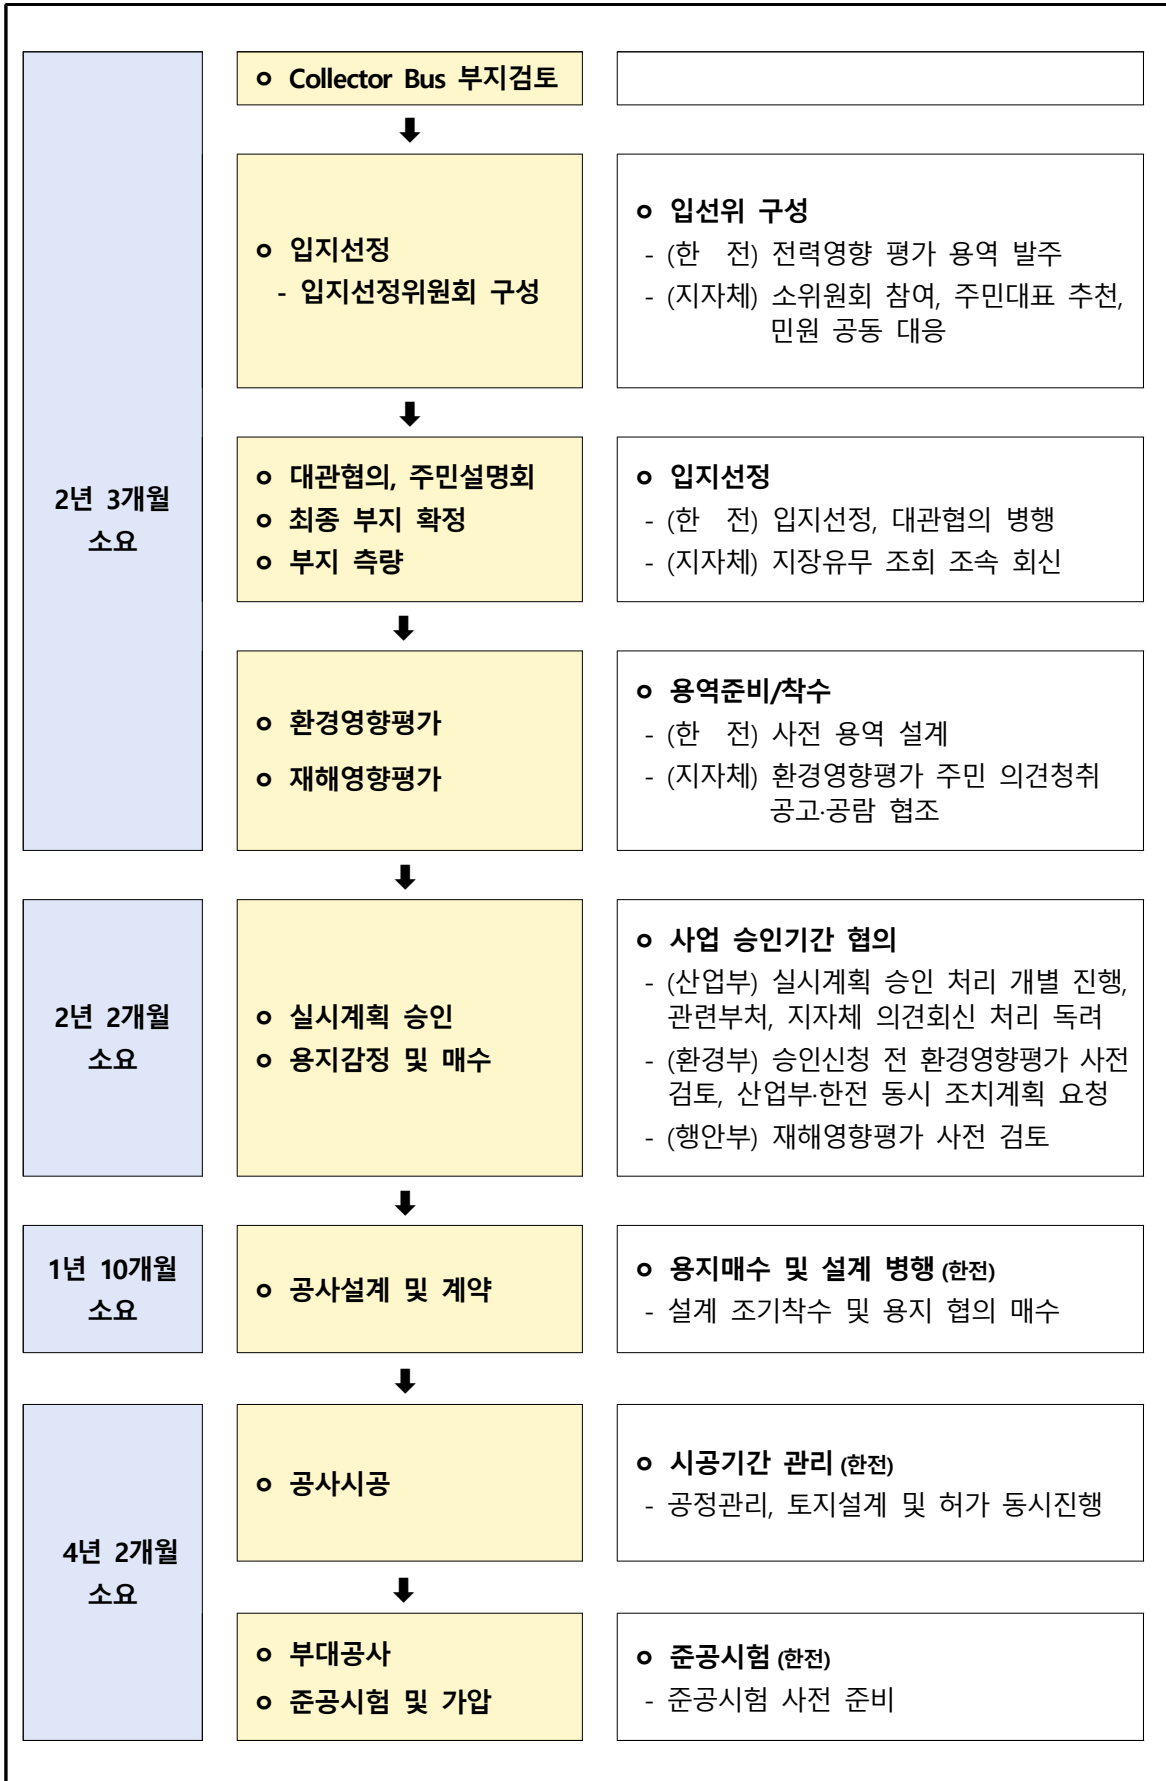 ㅇ Collector Bus 부지검토
ㅇ 입지선정
- 입지선정위원회 구성
ㅇ 입선위 구성
- (한 전) 전력영향 평가 용역 발주
- (지자체) 소위원회 참여, 주민대표 추천,
민원 공동 대응
2년 3개월
소요
ㅇ 대관협의, 주민설명회
ㅇ 최종 부지 확정
ㅇ 부지 측량
ㅇ 입지선정
- (한 전) 입지선정, 대관협의 병행
- (지자체) 지장유무 조회 조속 회신
ㅇ 환경영향평가
ㅇ 재해영향평가
ㅇ 용역준비/착수
- (한 전) 사전 용역 설계
- (지자체) 환경영향평가 주민 의견청취
공고·공람 협조
2년 2개월
소요
ㅇ 실시계획 승인
ㅇ 용지감정 및 매수
ㅇ 사업 승인기간 협의
- (산업부) 실시계획 승인 처리 개별 진행,
관련부처, 지자체 의견회신 처리 독려
- (환경부) 승인신청 전 환경영향평가 사전
검토, 산업부·한전 동시 조치계획 요청
- (행안부) 재해영향평가 사전 검토
1년 10개월
소요
ㅇ 공사설계 및 계약
ㅇ 용지매수 및 설계 병행 (한전)
- 설계 조기착수 및 용지 협의 매수
4년 2개월
소요
ㅇ 공사시공
ㅇ 시공기간 관리 (한전)
- 공정관리, 토지설계 및 허가 동시진행
ㅇ 부대공사
ㅇ 준공시험 및 가압
ㅇ 준공시험 (한전)
- 준공시험 사전 준비